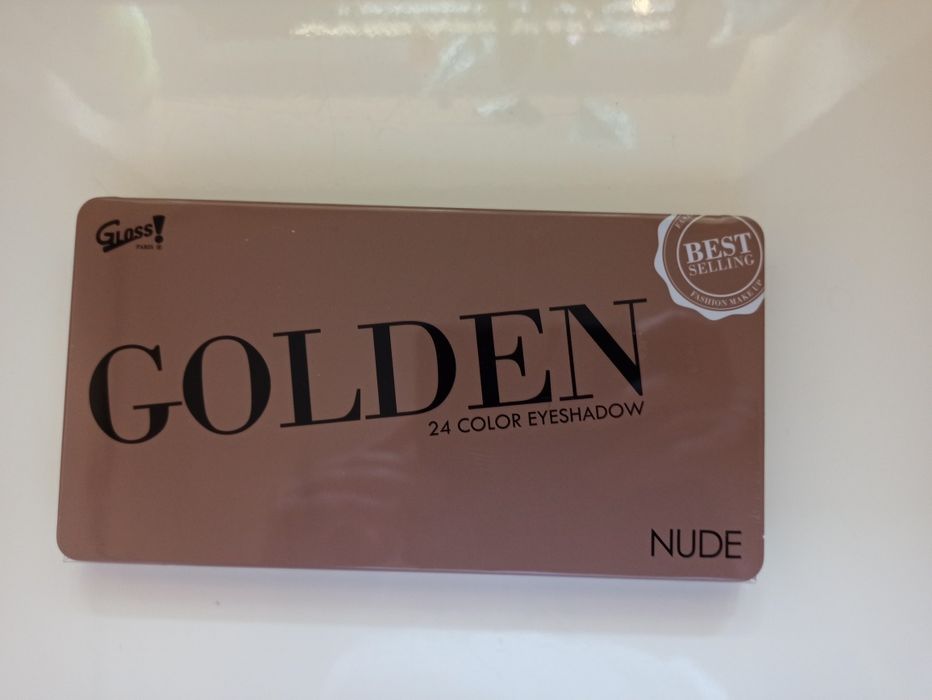 Gloss!
PARIS
BEST
SELLING
FASHION MAKE UP
GOLDEN
24 COLOR EYESHADOW
NUDE